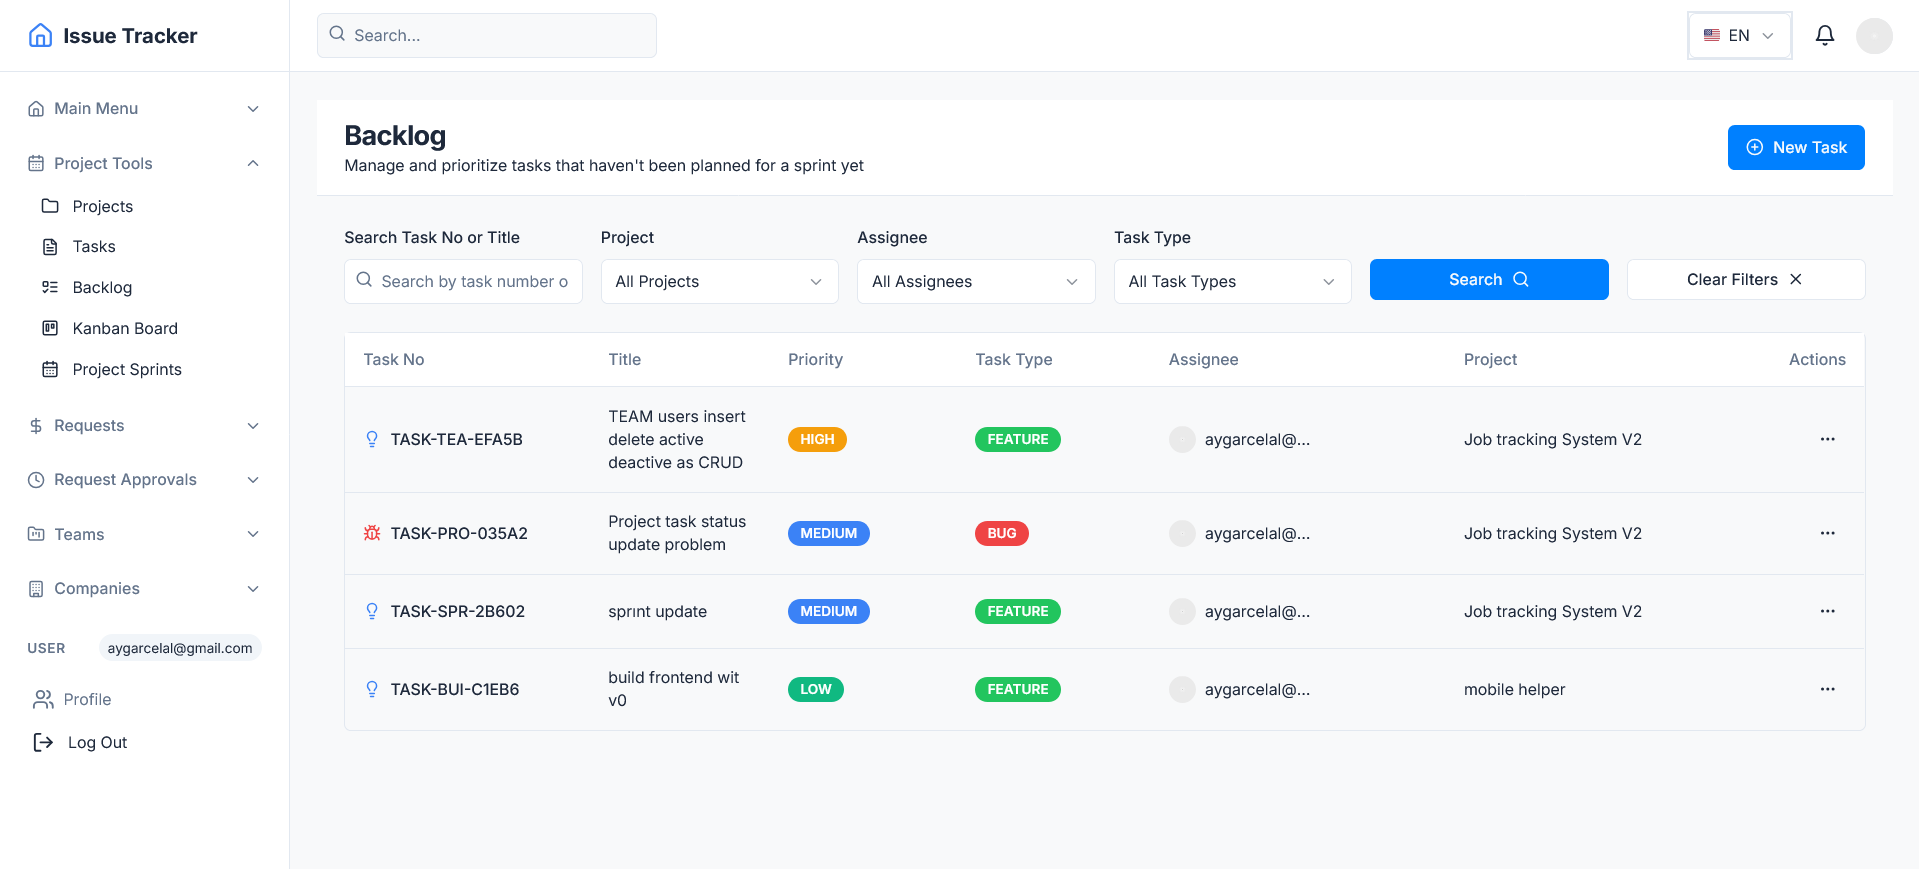 Issue Tracker
Search...
EN
Main Menu
Project Tools
Projects
Tasks
Backlog
Kanban Board
Project Sprints
Requests
Request Approvals
Teams
Companies
USER aygarcelal@gmail.com
Profile
Log Out
Backlog
Manage and prioritize tasks that haven't been planned for a sprint yet
New Task
Search Task No or Title Project Assignee Task Type
Search by task number o All Projects All Assignees All Task Types Search Clear Filters
Task No Title Priority Task Type Assignee Project Actions
TASK-TEA-EFA5B
TEAM users insert
delete active
deactive as CRUD
HIGH FEATURE aygarcelal@... Job tracking System V2
TASK-PRO-035A2
Project task status
update problem
MEDIUM BUG aygarcelal@... Job tracking System V2
TASK-SPR-2B602 sprınt update MEDIUM FEATURE aygarcelal@... Job tracking System V2
TASK-BUI-C1EB6
build frontend wit
v0
LOW FEATURE aygarcelal@... mobile helper